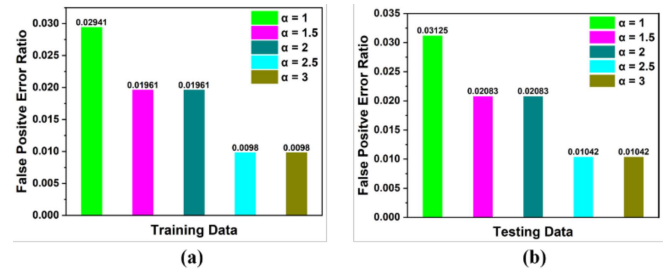 0.030
0.025
0.020
0.015
0.010
0.005
0.000
False Positve Error Ratio
0.02941
0.01961
0.01961
0.0098
0.0098
α = 1
α = 1.5
α = 2
α = 2.5
α = 3
Training Data
(a)
0.035
0.030
0.025
0.020
0.015
0.010
0.005
0.000
False Positve Error Ratio
0.03125
0.02083
0.02083
0.01042
0.01042
α = 1
α = 1.5
α = 2
α = 2.5
α = 3
Testing Data
(b)